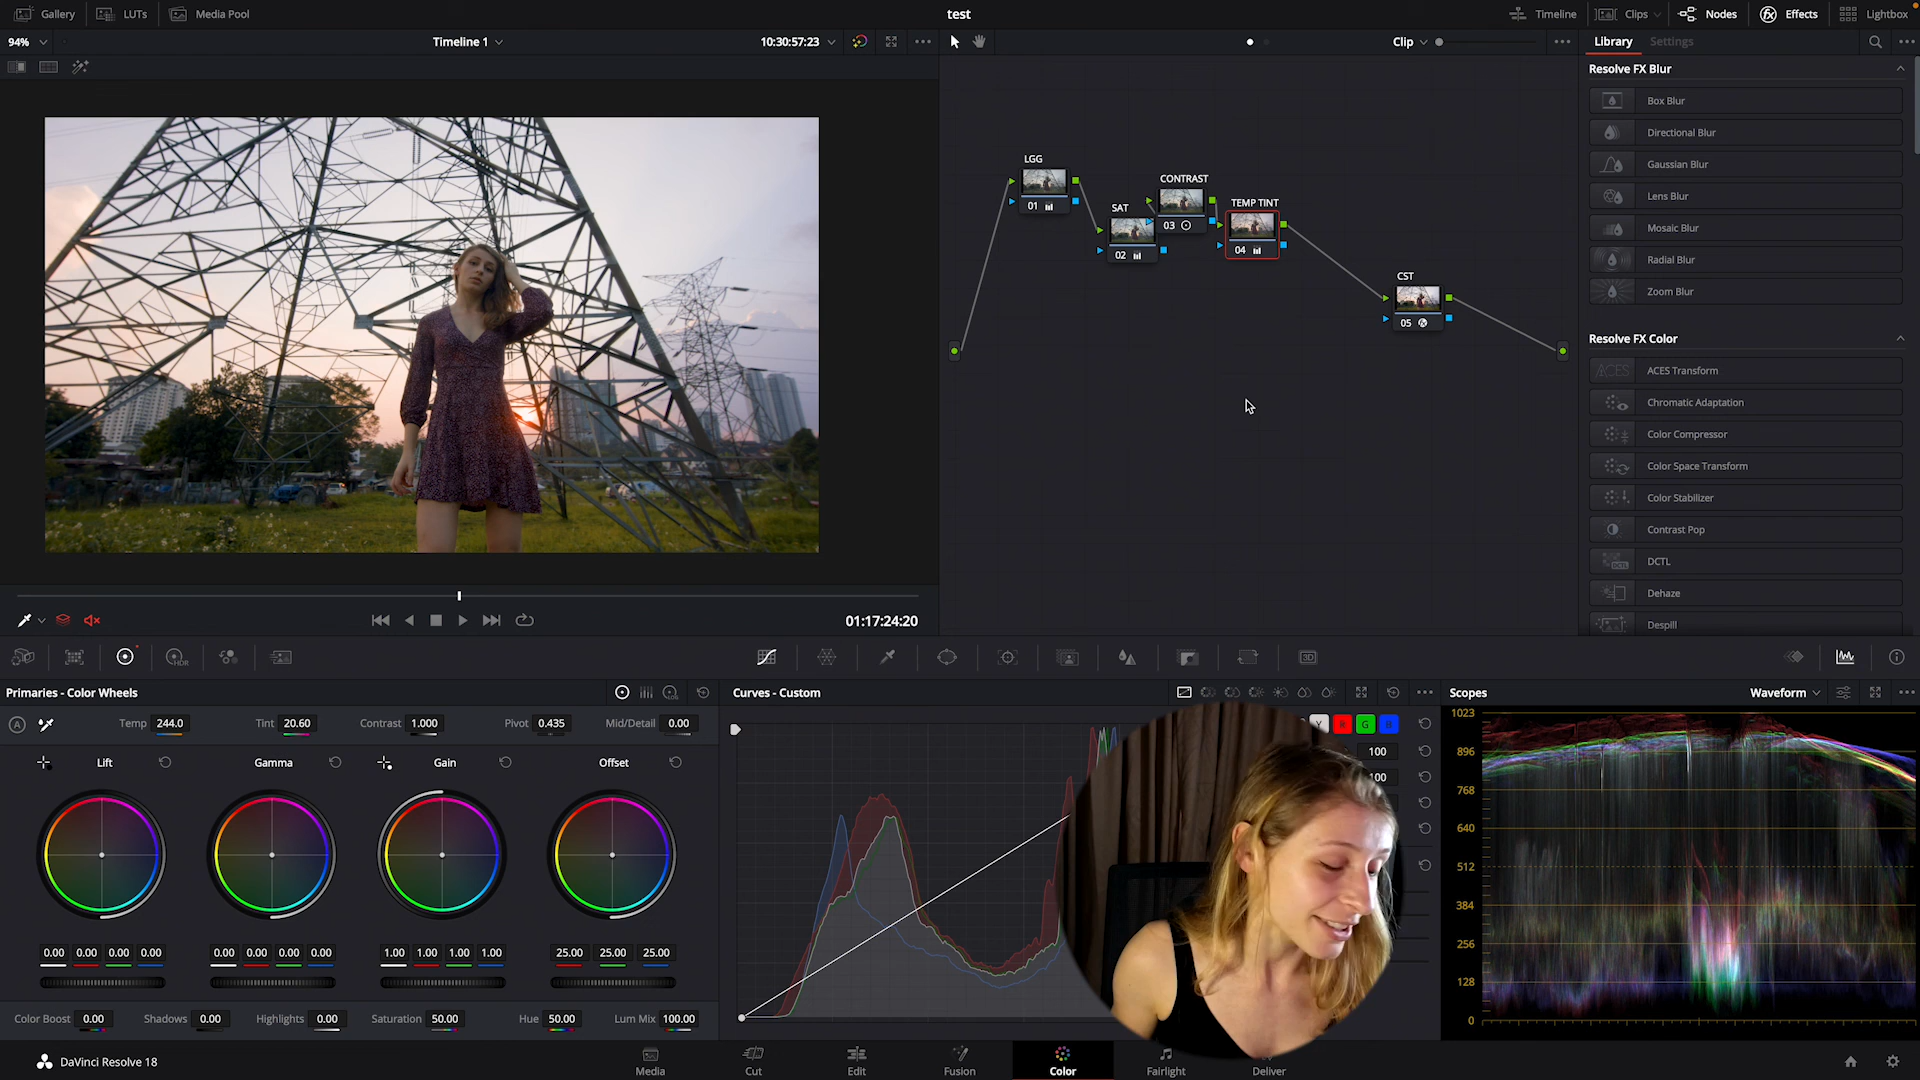 Gallery LUTs Media Pool test Timeline Clips Nodes Effects Lightbox
94% Timeline 1 10:30:57:23 Clip Library Settings
Resolve FX Blur
Box Blur
Directional Blur
Gaussian Blur
Lens Blur
Mosaic Blur
Radial Blur
Zoom Blur
Resolve FX Color
ACES ACES Transform
Chromatic Adaptation
Color Compressor
Color Space Transform
Color Stabilizer
Contrast Pop
DCTL DCTL
Dehaze
Despill
LGG
01
SAT
02
CONTRAST
03
TEMP TINT
04
CST
05
01:17:24:20
HDR
3D
Primaries - Color Wheels
LOG
A Temp 244.0 Tint 20.60 Contrast 1.000 Pivot 0.435 Mid/Detail 0.00
Lift Gamma Gain Offset
0.00 0.00 0.00 0.00 0.00 0.00 0.00 0.00 1.00 1.00 1.00 1.00 25.00 25.00 25.00
Color Boost 0.00 Shadows 0.00 Highlights 0.00 Saturation 50.00 Hue 50.00 Lum Mix 100.00
Curves - Custom
Y R G B
100
100
Scopes Waveform
1023
896
768
640
512
384
256
128
0
DaVinci Resolve 18 Media Cut Edit Fusion Color Fairlight Deliver